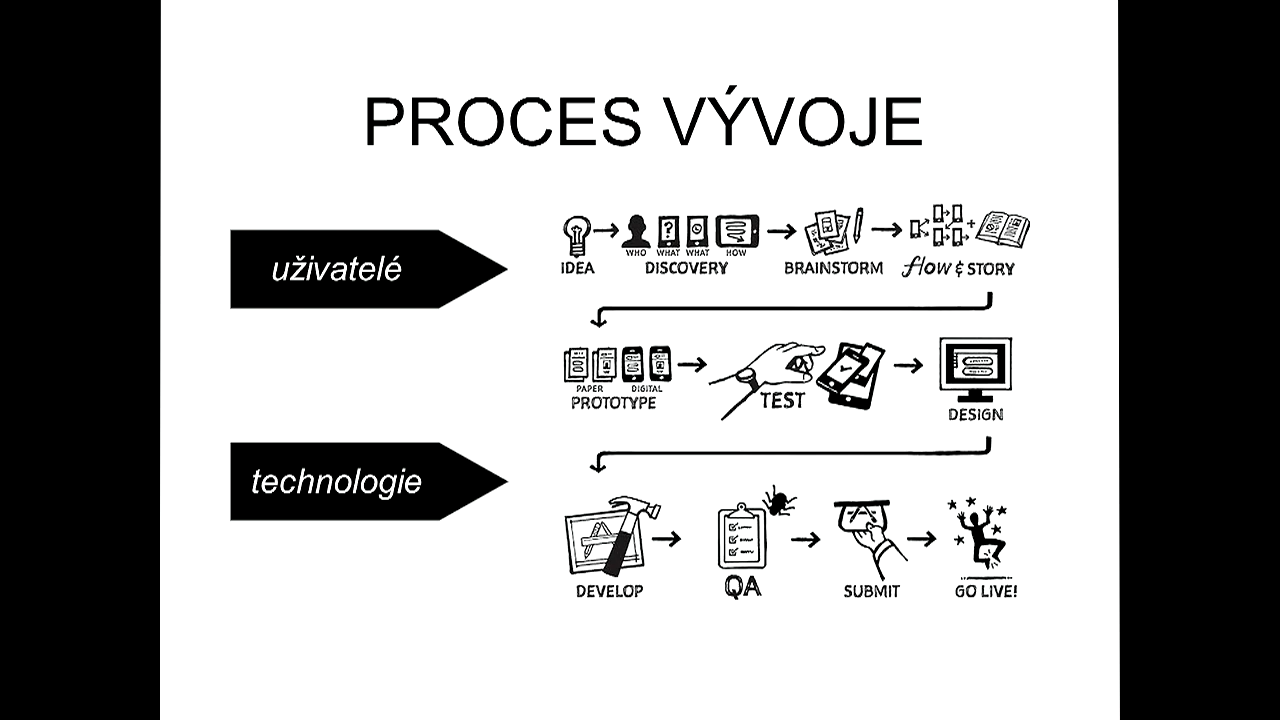 PROCES VÝVOJE
uživatelé
WHO WHAT WHAT HOW
IDEA DISCOVERY BRAINSTORM flow & STORY
PAPER DIGITAL
PROTOTYPE TEST DESIGN
technologie
DEVELOP QA SUBMIT GO LIVE!